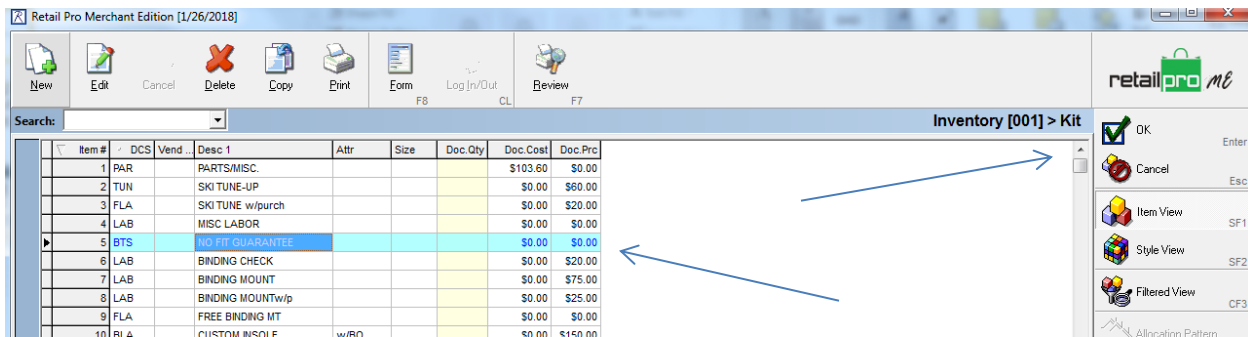 Retail Pro Merchant Edition [1/26/2018]
New Edit Cancel Delete Copy Print Form Log In/Out Review
F8 CL F7
retail pro ME
Search: Inventory [001] > Kit
Item # DCS Vend ... Desc 1 Attr Size Doc.Qty Doc.Cost Doc.Prc
1 PAR PARTS/MISC. $103.60 $0.00
2 TUN SKI TUNE-UP $0.00 $60.00
3 FLA SKI TUNE w/purch $0.00 $20.00
4 LAB MISC LABOR $0.00 $0.00
5 BTS NO FIT GUARANTEE $0.00 $0.00
6 LAB BINDING CHECK $0.00 $20.00
7 LAB BINDING MOUNT $0.00 $75.00
8 LAB BINDING MOUNTw/p $0.00 $25.00
9 FLA FREE BINDING MT $0.00 $0.00
10 BLA CUSTOM INSOLE w/BO $0.00 $150.00
OK
Enter
Cancel
Esc
Item View
SF1
Style View
SF2
Filtered View
CF3
Allocation Pattern